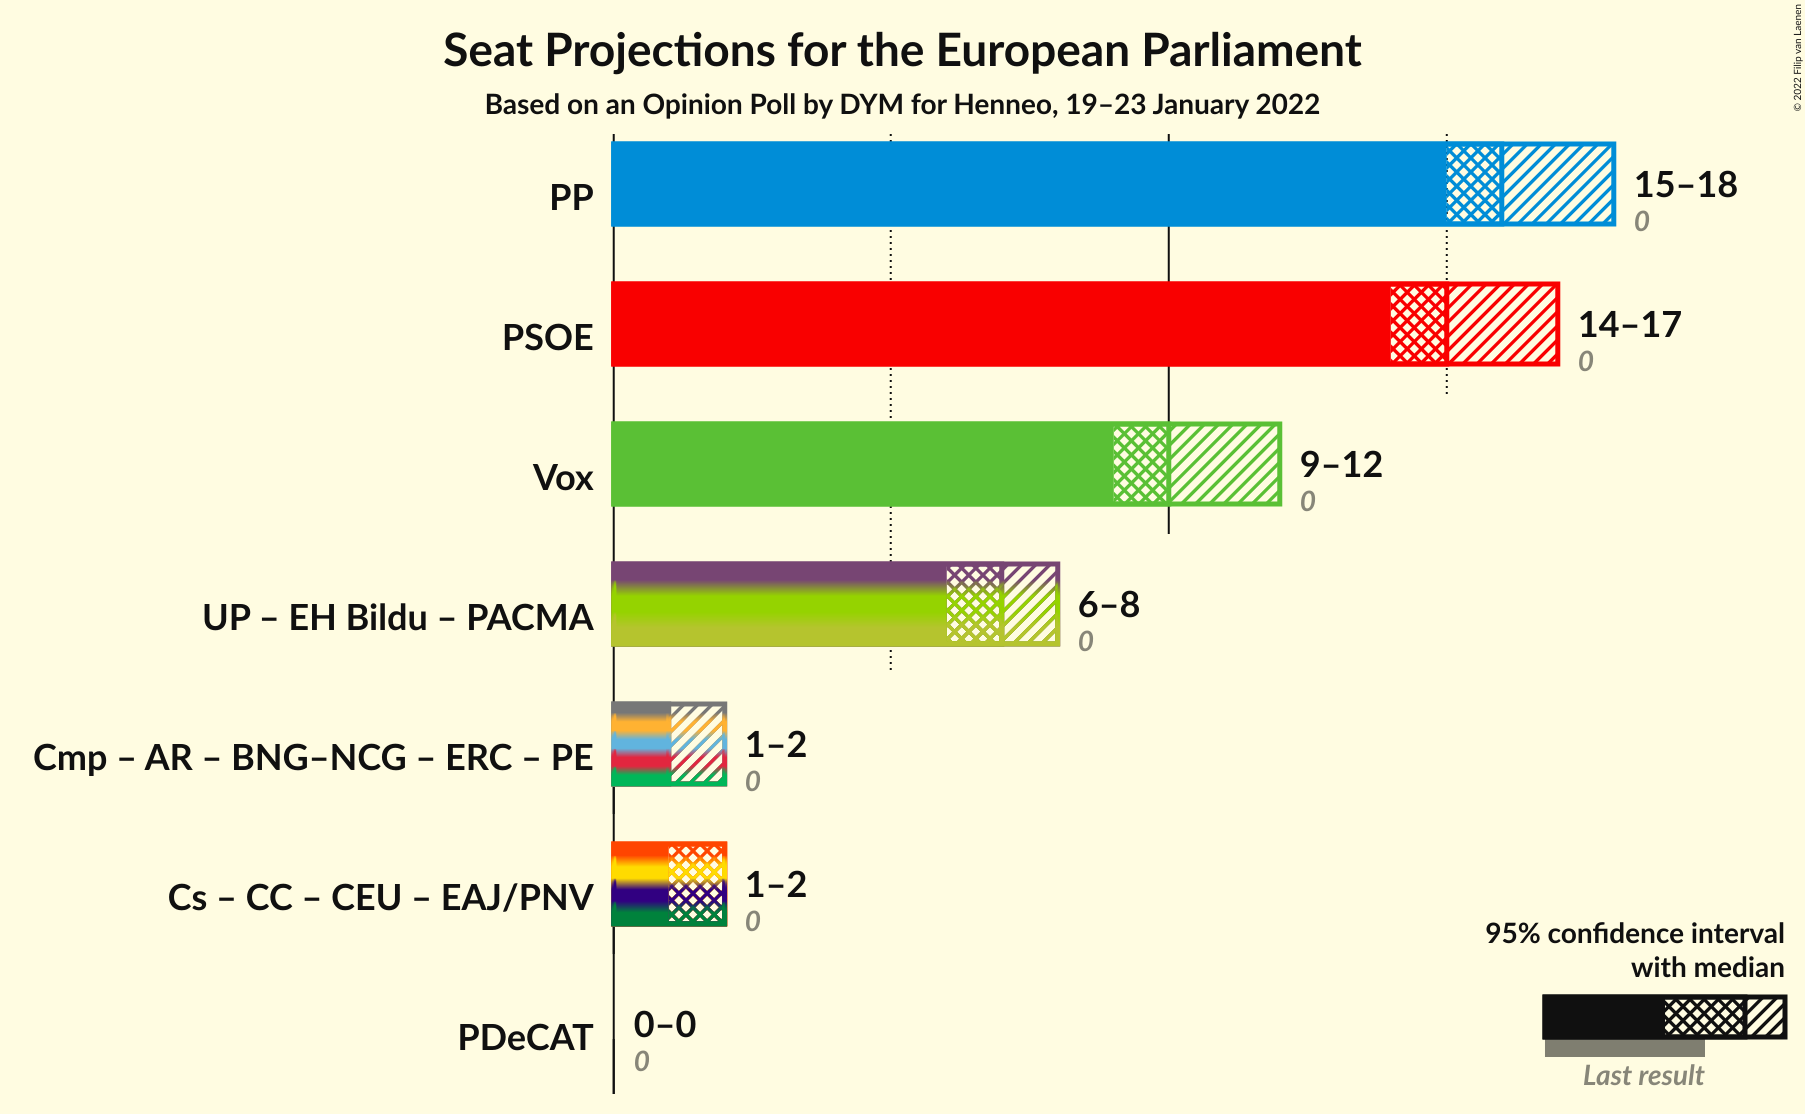 Seat Projections for the European Parliament
Based on an Opinion Poll by DYM for Henneo, 19–23 January 2022
© 2022 Filip van Laenen
PP
15–18
0
PSOE
14–17
0
Vox
9–12
0
UP – EH Bildu – PACMA
6–8
0
Cmp – AR – BNG–NCG – ERC – PE
1–2
0
Cs – CC – CEU – EAJ/PNV
1–2
0
PDeCAT
0–0
0
95% confidence interval
with median
Last result